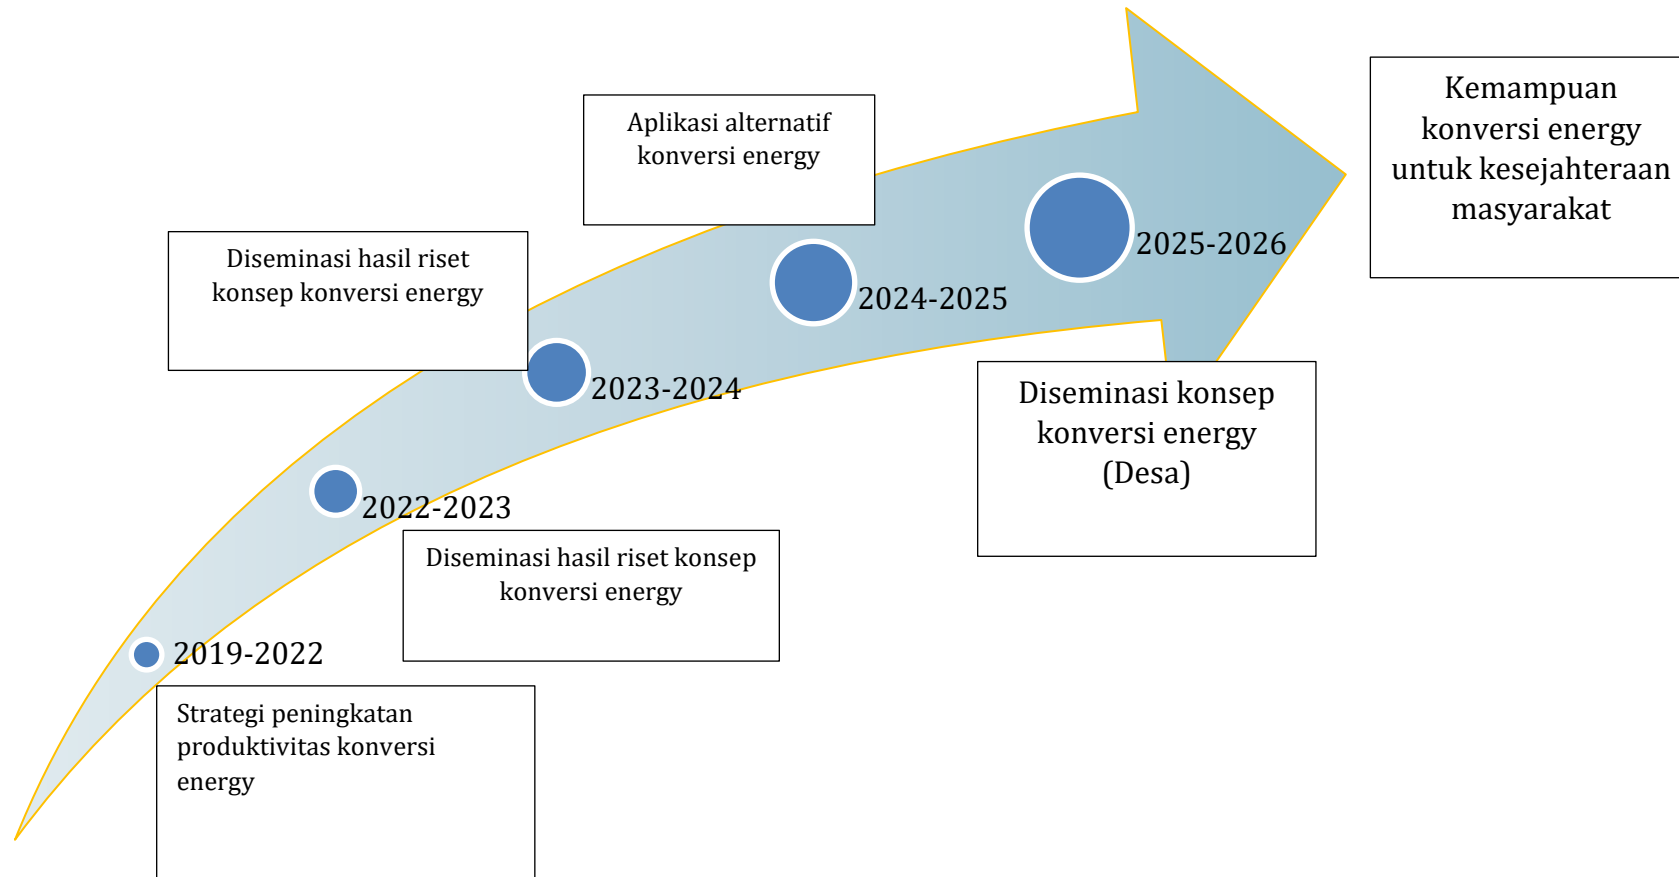 Kemampuan
konversi energy
untuk kesejahteraan
masyarakat
Aplikasi alternatif
konversi energy
2025-2026
Diseminasi hasil riset
konsep konversi energy
2024-2025
2023-2024
Diseminasi konsep
konversi energy
(Desa)
2022-2023
Diseminasi hasil riset konsep
konversi energy
2019-2022
Strategi peningkatan
produktivitas konversi
energy